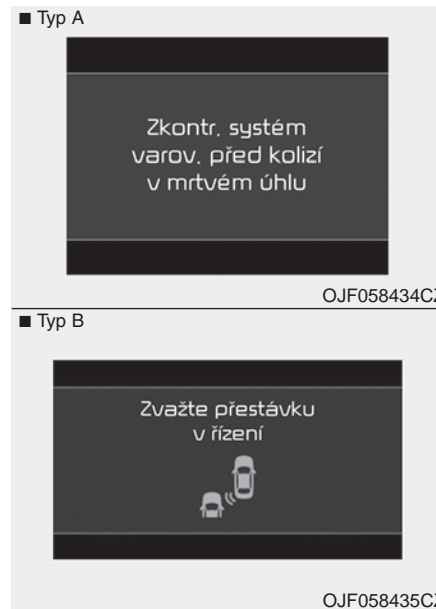 ■ Typ A
Zkontr. systém
varov. před kolizí
v mrtvém úhlu
OJF058434CZ
■ Typ B
Zvažte přestávku
v řízení
OJF058435CZ